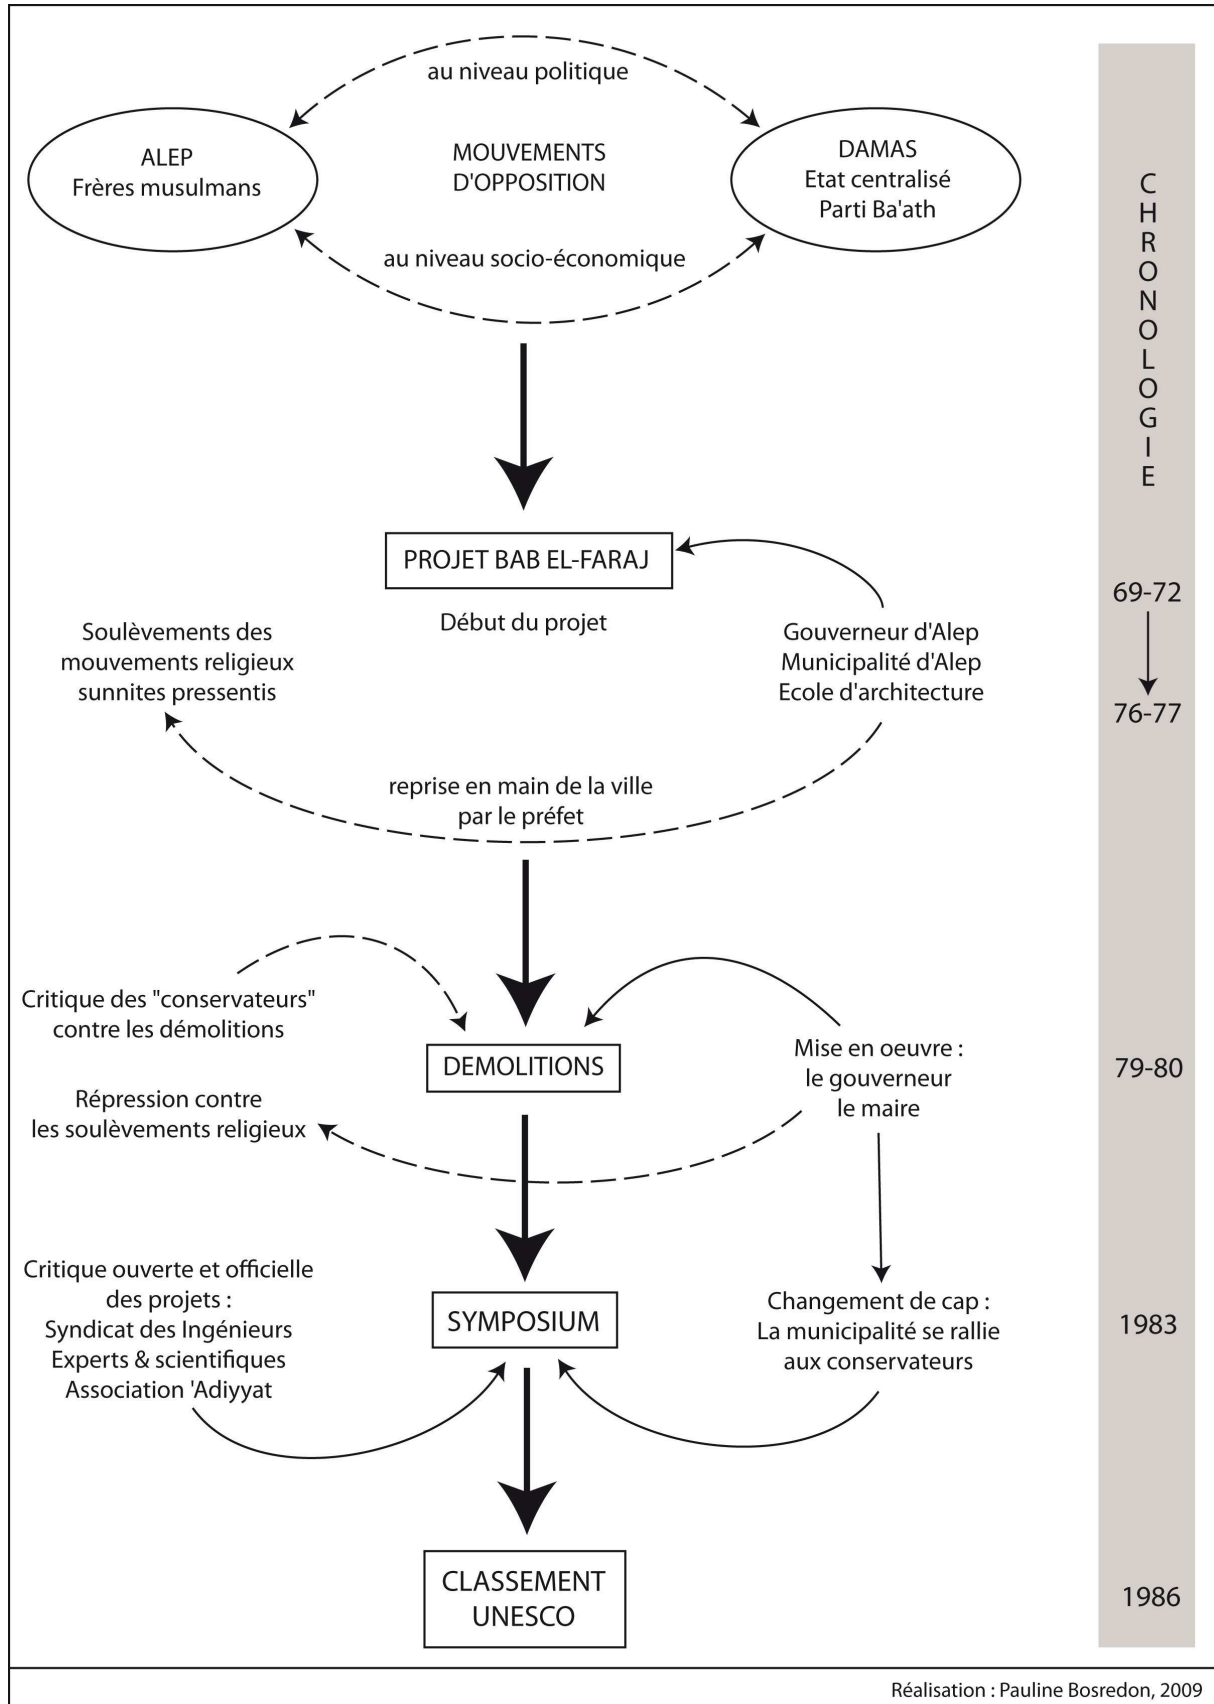 au niveau politique
ALEP
Frères musulmans
MOUVEMENTS
D'OPPOSITION
DAMAS
Etat centralisé
Parti Ba'ath
au niveau socio-économique
CHRONOLOGIE
PROJET BAB EL-FARAJ
Début du projet
69-72
76-77
Soulèvements des
mouvements religieux
sunnites pressentis
Gouverneur d'Alep
Municipalité d'Alep
Ecole d'architecture
reprise en main de la ville
par le préfet
Critique des "conservateurs"
contre les démolitions
DEMOLITIONS
Mise en oeuvre :
le gouverneur
le maire
79-80
Répression contre
les soulèvements religieux
Critique ouverte et officielle
des projets :
Syndicat des Ingénieurs
Experts & scientifiques
Association 'Adiyyat
SYMPOSIUM
Changement de cap :
La municipalité se rallie
aux conservateurs
1983
CLASSEMENT
UNESCO
1986
Réalisation : Pauline Bosredon, 2009